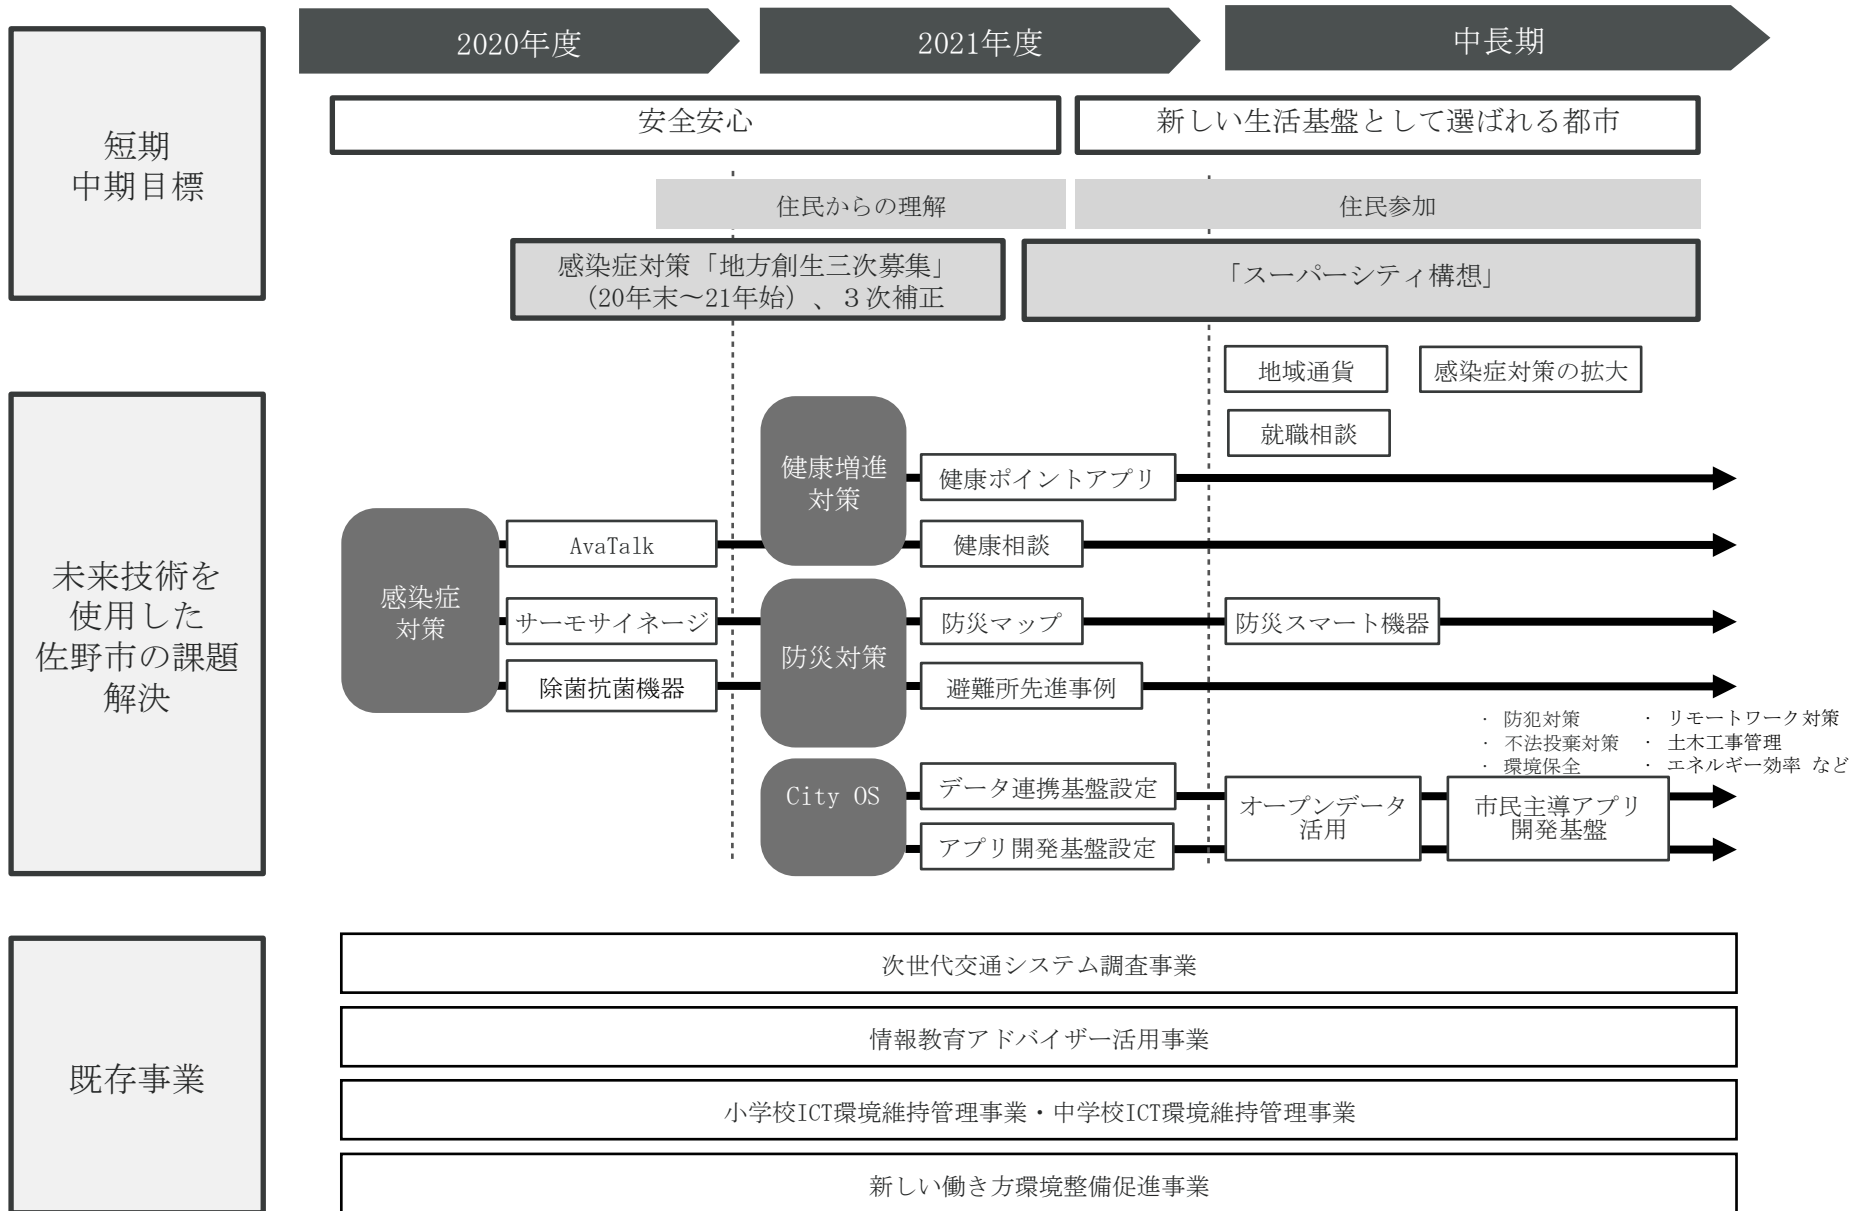 2020年度
2021年度
中長期
短期
中期目標
安全安心
新しい生活基盤として選ばれる都市
住民からの理解
住民参加
感染症対策「地方創生三次募集」
（20年末～21年始）、３次補正
「スーパーシティ構想」
未来技術を
使用した
佐野市の課題
解決
地域通貨
感染症対策の拡大
就職相談
健康増進
対策
健康ポイントアプリ
感染症
対策
AvaTalk
健康相談
サーモサイネージ
防災対策
防災マップ
防災スマート機器
除菌抗菌機器
避難所先進事例
・ 防犯対策
・ 不法投棄対策
・ 環境保全
・ リモートワーク対策
・ 土木工事管理
・ エネルギー効率 など
City OS
データ連携基盤設定
アプリ開発基盤設定
オープンデータ
活用
市民主導アプリ
開発基盤
既存事業
次世代交通システム調査事業
情報教育アドバイザー活用事業
小学校ICT環境維持管理事業・中学校ICT環境維持管理事業
新しい働き方環境整備促進事業